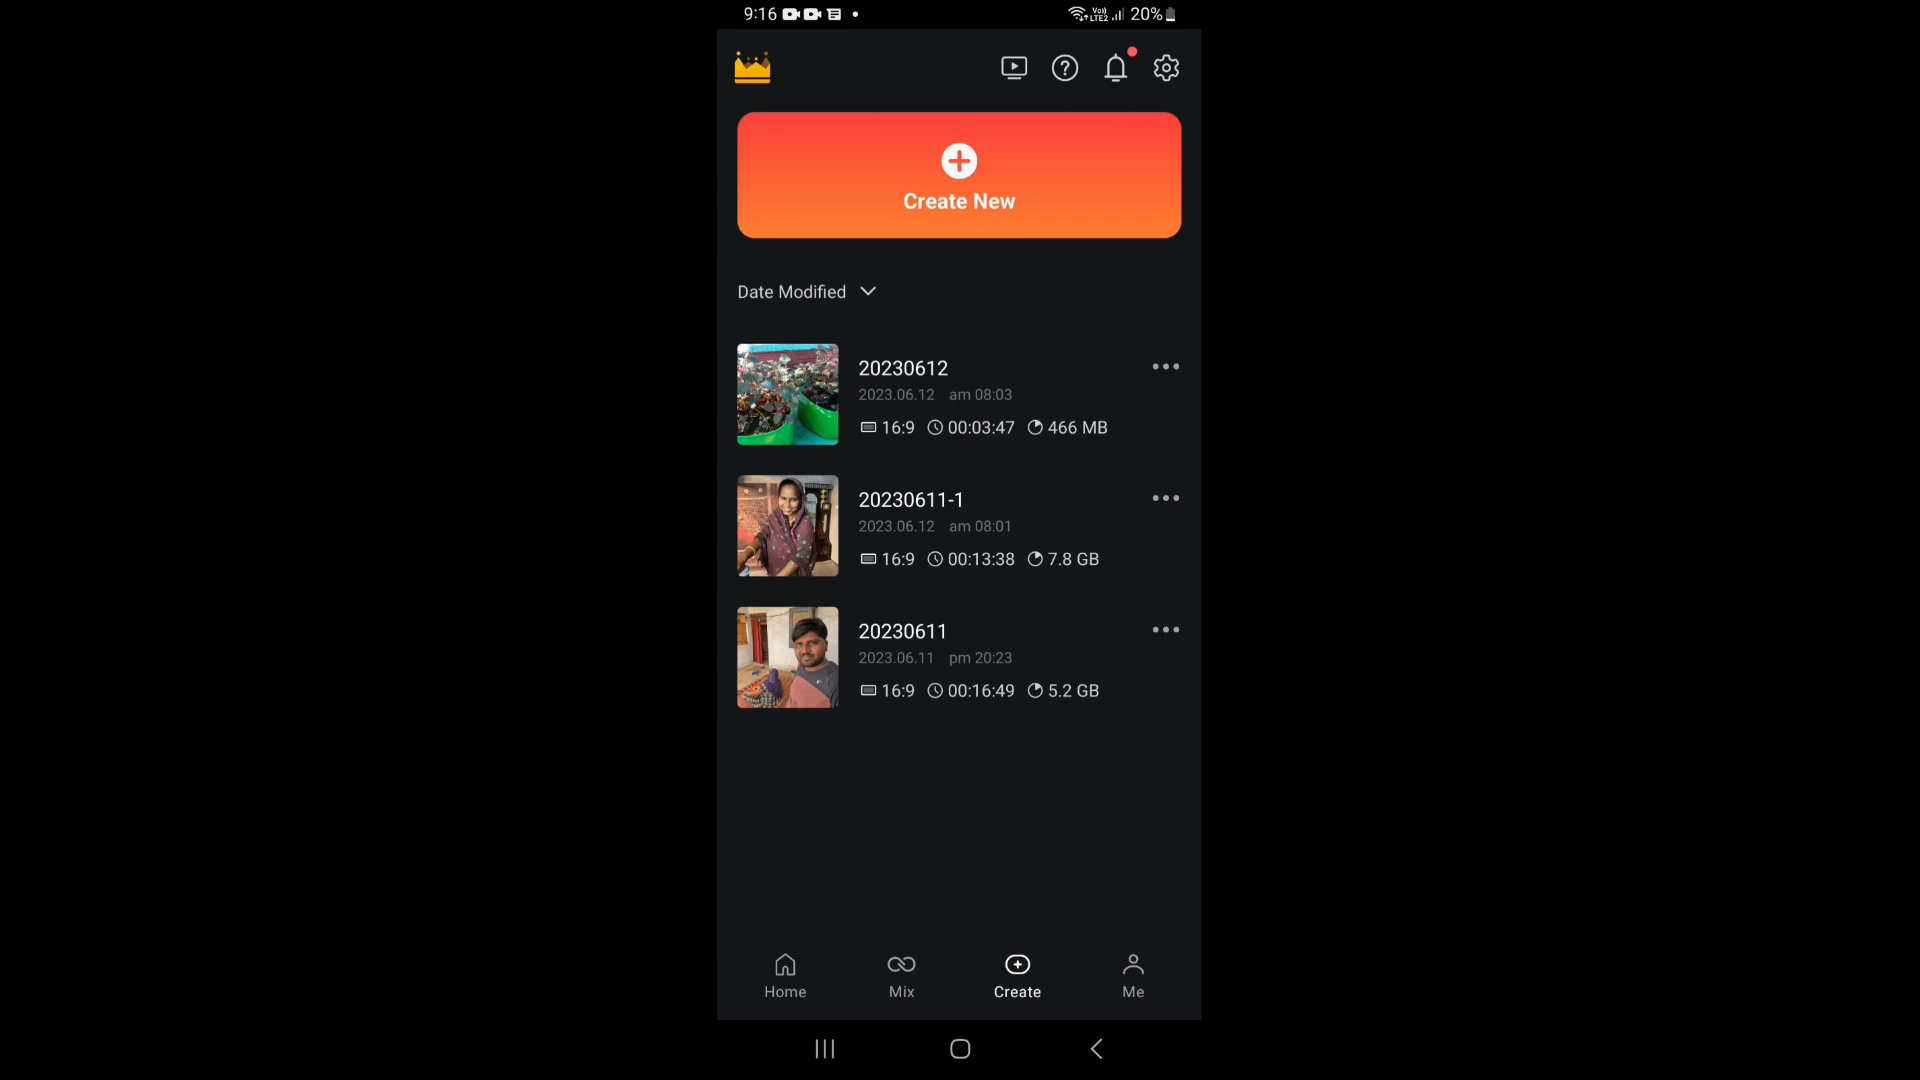 9:16 Vo) LTE2 20%
Create New
Date Modified
20230612
2023.06.12 am 08:03
16:9 00:03:47 466 MB
20230611-1
2023.06.12 am 08:01
16:9 00:13:38 7.8 GB
20230611
2023.06.11 pm 20:23
16:9 00:16:49 5.2 GB
Home Mix Create Me